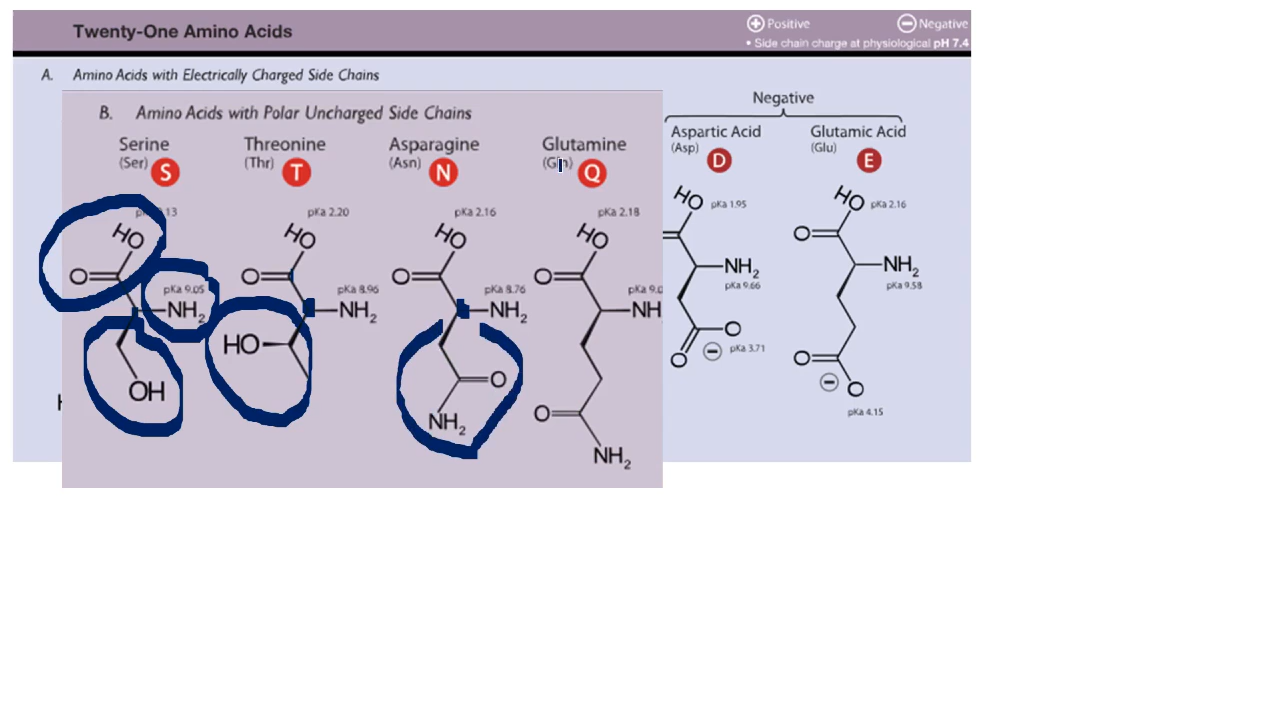 Twenty-One Amino Acids
Positive
Negative
• Side chain charge at physiological pH 7.4
A. Amino Acids with Electrically Charged Side Chains
B. Amino Acids with Polar Uncharged Side Chains
Negative
Serine
(Ser) S
Threonine
(Thr) T
Asparagine
(Asn) N
Glutamine
Q
Aspartic Acid
(Asp) D
Glutamic Acid
(Glu) E
HO
O
pKa 9.05
NH2
OH
pKa 2.20
HO
O
pKa 8.96
NH2
HO
pKa 2.16
HO
O
pKa 8.76
NH2
O
NH2
pKa 2.18
HO
O
NH
O
NH2
HO
pKa 1.95
NH2
pKa 9.66
O
O
pKa 3.71
HO
pKa 2.16
O
NH2
pKa 9.58
O
O
pKa 4.15